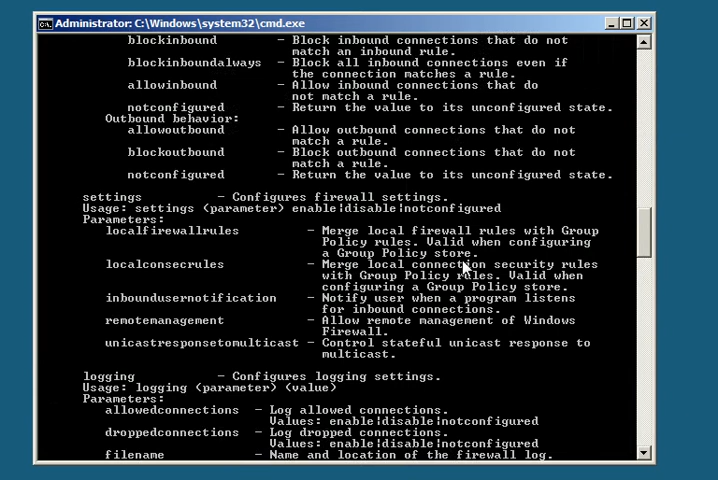 Administrator: C:\Windows\system32\cmd.exe
blockinbound - Block inbound connections that do not
match an inbound rule.
blockinboundalways - Block all inbound connections even if
the connection matches a rule.
allowinbound - Allow inbound connections that do
not match a rule.
notconfigured - Return the value to its unconfigured state.
Outbound behavior:
allowoutbound - Allow outbound connections that do not
match a rule.
blockoutbound - Block outbound connections that do not
match a rule.
notconfigured - Return the value to its unconfigured state.
settings - Configures firewall settings.
Usage: settings (parameter) enable|disable|notconfigured
Parameters:
localfirewallrules - Merge local firewall rules with Group
Policy rules. Valid when configuring
a Group Policy store.
localconsecrules - Merge local connection security rules
with Group Policy rules. Valid when
configuring a Group Policy store.
inboundusernotification - Notify user when a program listens
for inbound connections.
remotemanagement - Allow remote management of Windows
Firewall.
unicastresponsetomulticast - Control stateful unicast response to
multicast.
logging - Configures logging settings.
Usage: logging (parameter) (value)
Parameters:
allowedconnections - Log allowed connections.
Values: enable|disable|notconfigured
droppedconnections - Log dropped connections.
Values: enable|disable|notconfigured
filename - Name and location of the firewall log.